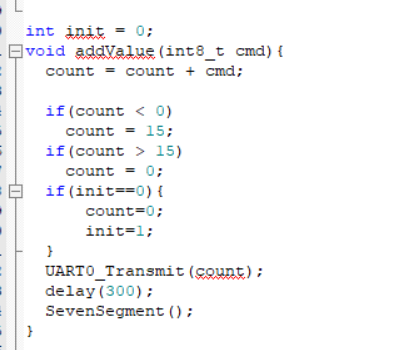 int init = 0;
void addValue(int8_t cmd){
count = count + cmd;
if(count < 0)
count = 15;
if(count > 15)
count = 0;
if(init==0){
count=0;
init=1;
}
UART0_Transmit(count);
delay(300);
SevenSegment();
}